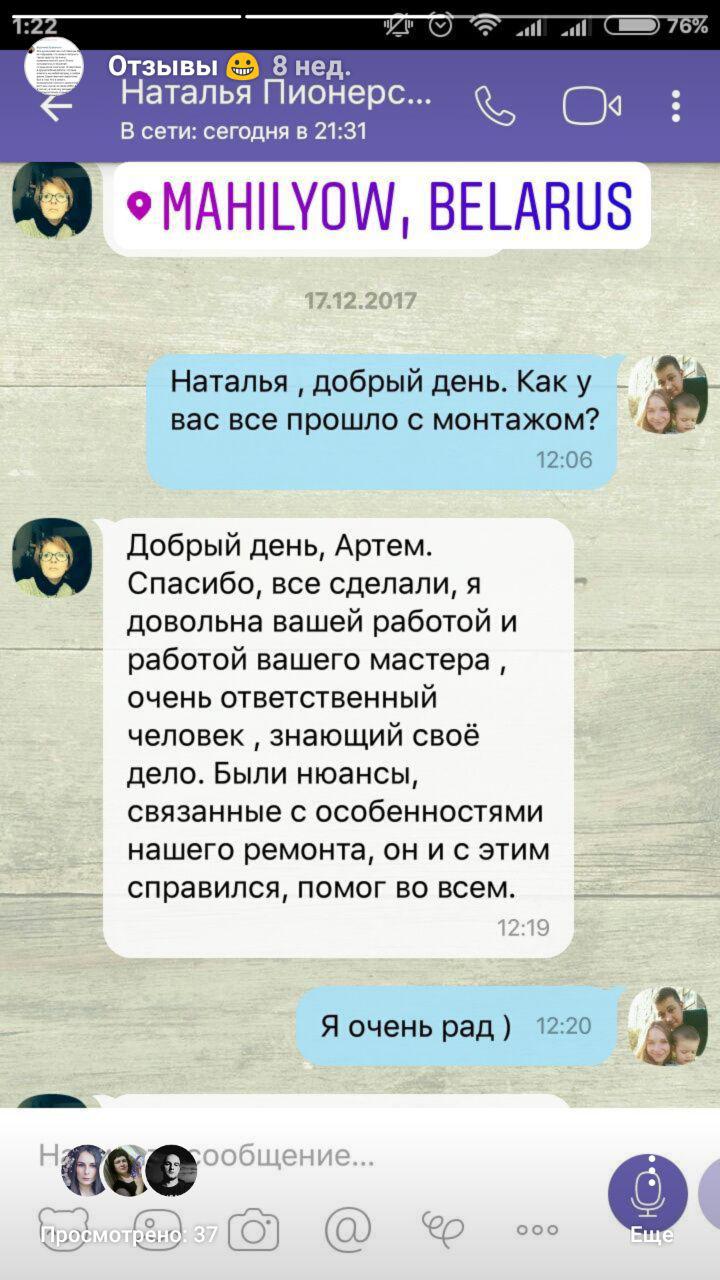 1:22
76%
Отзывы 😀 8 нед.
Наталья Пионерс...
В сети: сегодня в 21:31
MAHILYOW, BELARUS
17.12.2017
Наталья , добрый день. Как у
вас все прошло с монтажом?
12:06
Добрый день, Артем.
Спасибо, все сделали, я
довольна вашей работой и
работой вашего мастера ,
очень ответственный
человек , знающий своё
дело. Были нюансы,
связанные с особенностями
нашего ремонта, он и с этим
справился, помог во всем.
12:19
Я очень рад ) 12:20
сообщение...
Просмотрено: 37
Еще